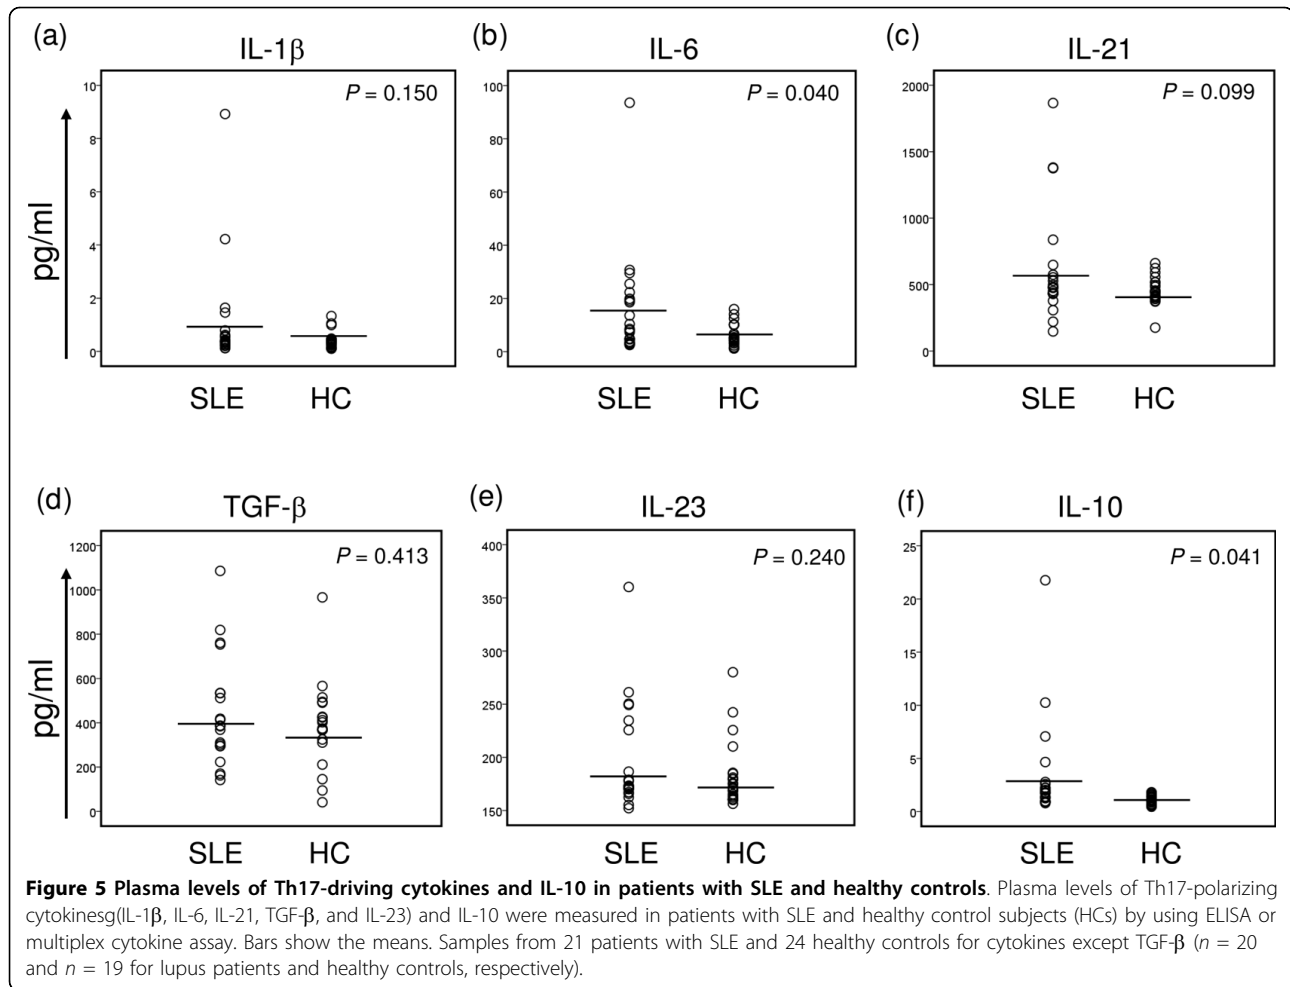 (a) IL-1β
P = 0.150
10
8
6
4
2
0
pg/ml
SLE HC
(b) IL-6
P = 0.040
100
80
60
40
20
0
SLE HC
(c) IL-21
P = 0.099
2000
1500
1000
500
0
SLE HC
(d) TGF-β
P = 0.413
1200
1000
800
600
400
200
0
pg/ml
SLE HC
(e) IL-23
P = 0.240
400
350
300
250
200
150
SLE HC
(f) IL-10
P = 0.041
25
20
15
10
5
0
SLE HC
Figure 5 Plasma levels of Th17-driving cytokines and IL-10 in patients with SLE and healthy controls. Plasma levels of Th17-polarizing
cytokinesg(IL-1β, IL-6, IL-21, TGF-β, and IL-23) and IL-10 were measured in patients with SLE and healthy control subjects (HCs) by using ELISA or
multiplex cytokine assay. Bars show the means. Samples from 21 patients with SLE and 24 healthy controls for cytokines except TGF-β (n = 20
and n = 19 for lupus patients and healthy controls, respectively).